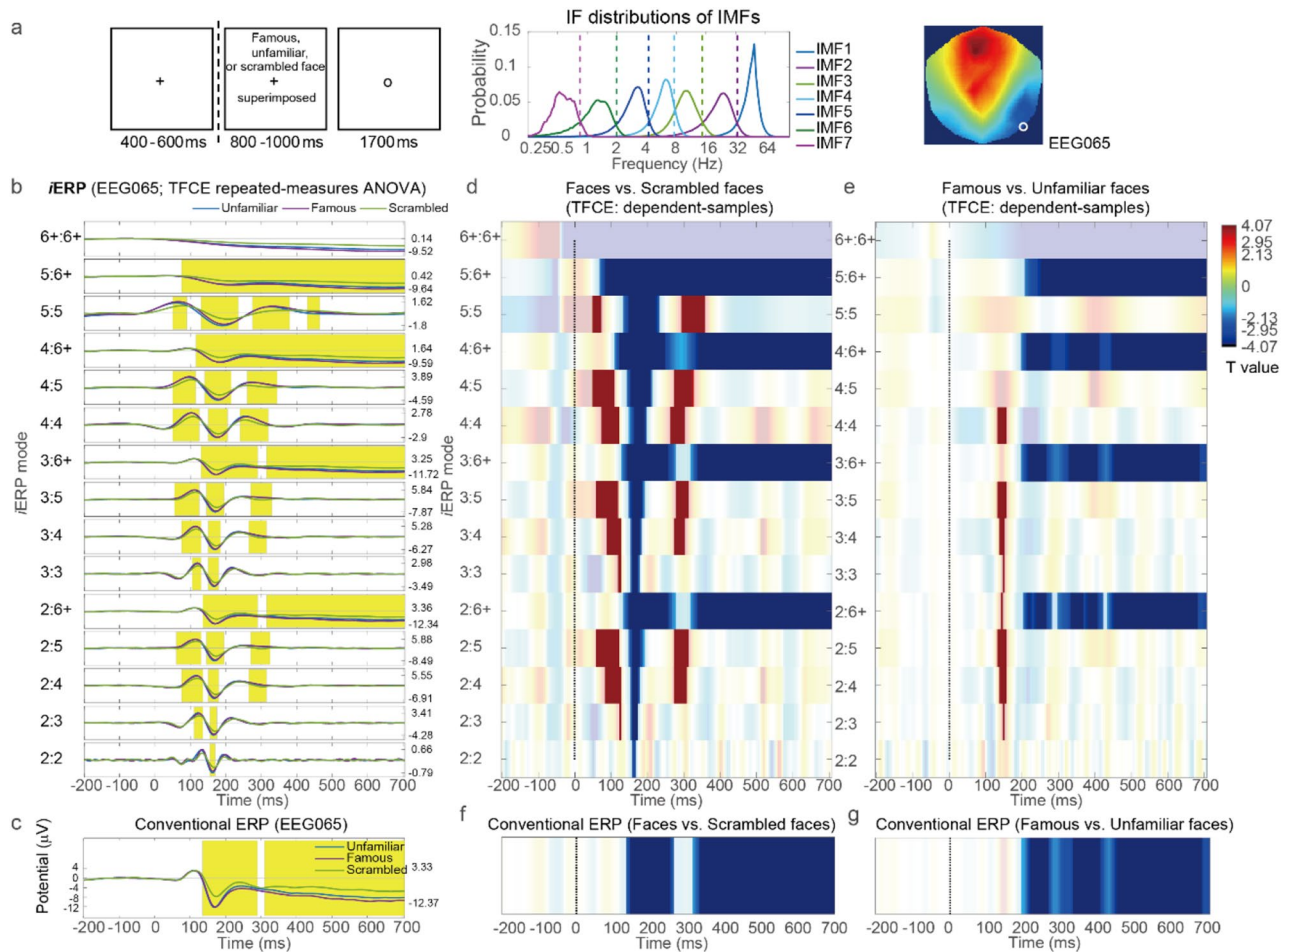 a
Famous,
unfamiliar,
or scrambled face
+
+
superimposed
o
400-600ms
800-1000ms
1700ms
IF distributions of IMFs
Probability
0.15
0.1
0.05
0
0.25 0.5 1 2 4 8 16 32 64
Frequency (Hz)
IMF1
IMF2
IMF3
IMF4
IMF5
IMF6
IMF7
EEG065
b
iERP (EEG065; TFCE repeated-measures ANOVA)
Unfamiliar Famous Scrambled
iERP mode
6+:6+ 0.14 -9.52
5:6+ 0.42 -9.64
5:5 1.62 -1.8
4:6+ 1.64 -9.59
4:5 3.89 -4.59
4:4 2.78 -2.9
3:6+ 3.25 -11.72
3:5 5.84 -7.87
3:4 5.28 -6.27
3:3 2.98 -3.49
2:6+ 3.36 -12.34
2:5 5.88 -8.49
2:4 5.55 -6.91
2:3 3.41 -4.28
2:2 0.66 -0.79
-200 -100 0 100 200 300 400 500 600 700
Time (ms)
d
Faces vs. Scrambled faces
(TFCE: dependent-samples)
iERP mode
6+:6+
5:6+
5:5
4:6+
4:5
4:4
3:6+
3:5
3:4
3:3
2:6+
2:5
2:4
2:3
2:2
-200 -100 0 100 200 300 400 500 600 700
Time (ms)
e
Famous vs. Unfamiliar faces
(TFCE: dependent-samples)
6+:6+
5:6+
5:5
4:6+
4:5
4:4
3:6+
3:5
3:4
3:3
2:6+
2:5
2:4
2:3
2:2
-200 -100 0 100 200 300 400 500 600 700
Time (ms)
4.07
2.95
2.13
0
-2.13
-2.95
-4.07
T value
c
Conventional ERP (EEG065)
Potential (µV)
4
0
-4
-8
-12
Unfamiliar
Famous
Scrambled
3.33
-12.37
-200 -100 0 100 200 300 400 500 600 700
Time (ms)
f
Conventional ERP (Faces vs. Scrambled faces)
-200 -100 0 100 200 300 400 500 600 700
Time (ms)
g
Conventional ERP (Famous vs. Unfamiliar faces)
-200 -100 0 100 200 300 400 500 600 700
Time (ms)